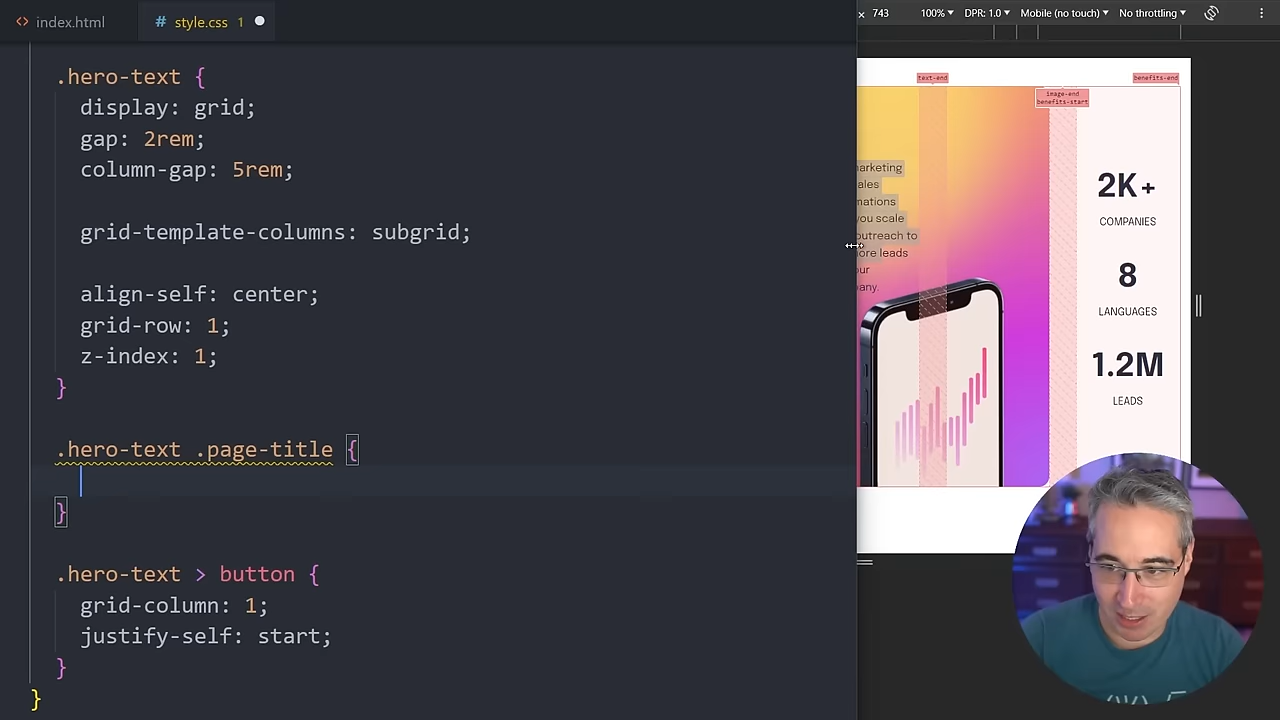 <> index.html
# style.css 1
743
100%
DPR: 1.0
Mobile (no touch)
No throttling
.hero-text {
display: grid;
gap: 2rem;
column-gap: 5rem;
grid-template-columns: subgrid;
align-self: center;
grid-row: 1;
z-index: 1;
}
.hero-text .page-title {
}
.hero-text > button {
grid-column: 1;
justify-self: start;
}
}
text-end
benefits-end
image-end
benefits-start
arketing
ales
nations
you scale
outreach to
ore leads
ur
any.
2K+
COMPANIES
8
LANGUAGES
1.2M
LEADS